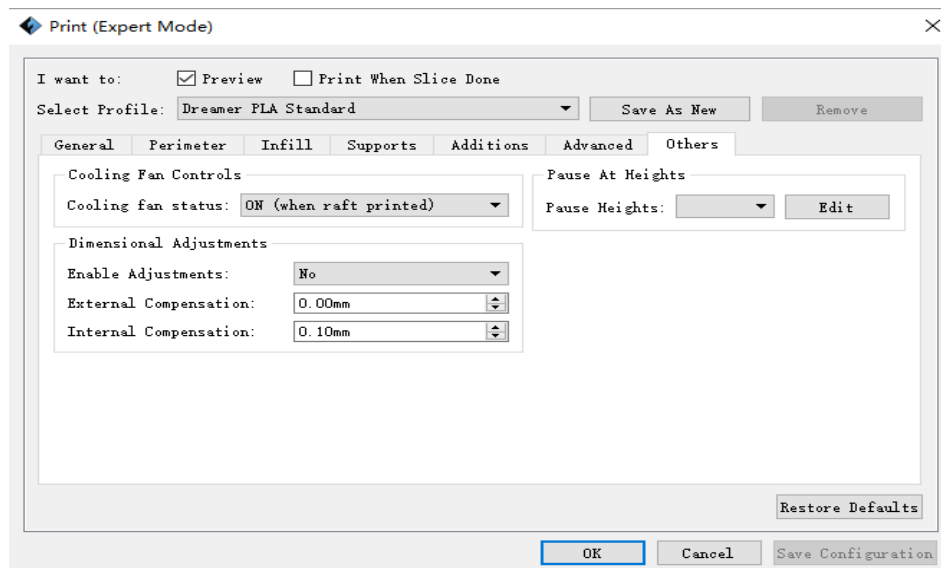 Print (Expert Mode)
I want to: Preview Print When Slice Done
Select Profile: Dreamer PLA Standard Save As New Remove
General Perimeter Infill Supports Additions Advanced Others
Cooling Fan Controls Pause At Heights
Cooling fan status: ON (when raft printed) Pause Heights: Edit
Dimensional Adjustments
Enable Adjustments: No
External Compensation: 0.00mm
Internal Compensation: 0.10mm
Restore Defaults
OK Cancel Save Configuration